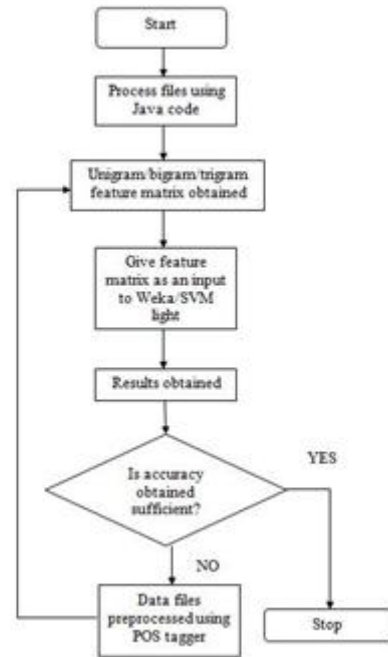 Start
Process files using
Java code
Unigram/bigram/trigram
feature matrix obtained
Give feature
matrix as an input
to Weka/SVM
light
Results obtained
Is accuracy
obtained
sufficient?
YES
NO
Data files
preprocessed using
POS tagger
Stop